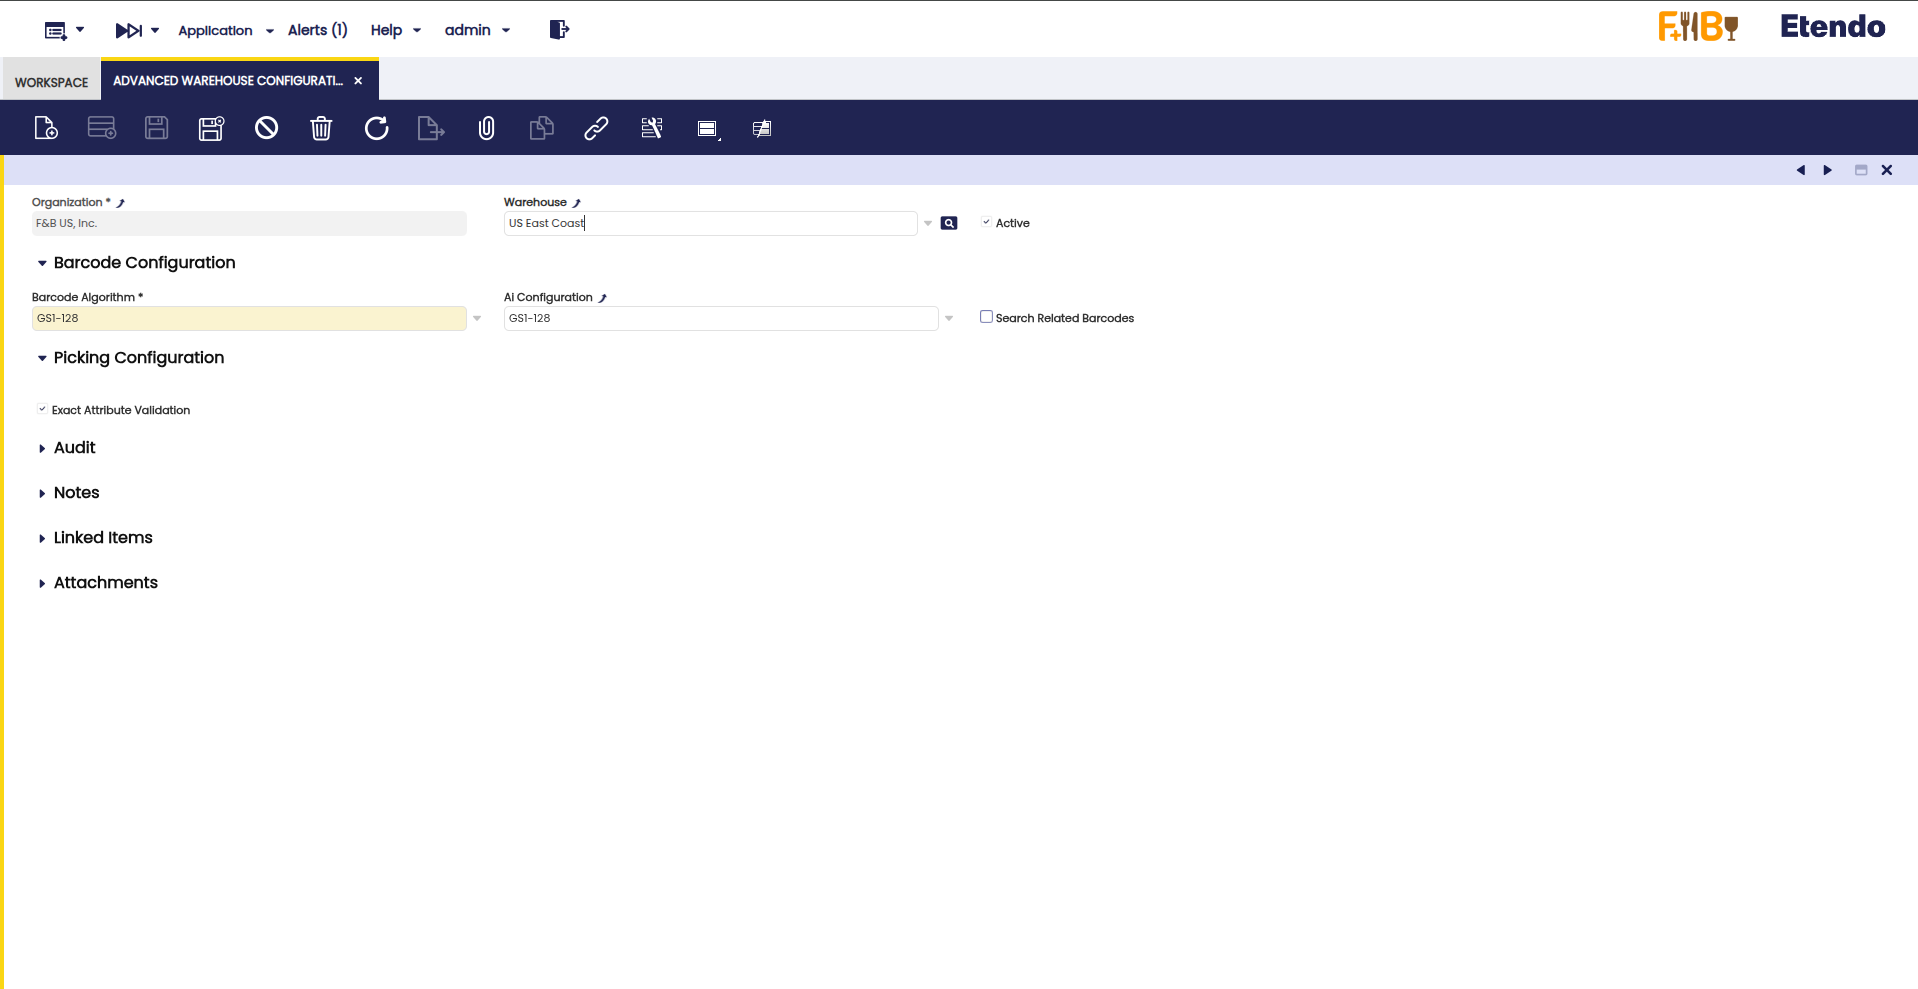 Application Alerts (1) Help admin F+B Etendo
WORKSPACE ADVANCED WAREHOUSE CONFIGURATI...
Organization * Warehouse
F&B US, Inc. US East Coast Active
Barcode Configuration
Barcode Algorithm * Ai Configuration
GS1-128 GS1-128 Search Related Barcodes
Picking Configuration
Exact Attribute Validation
Audit
Notes
Linked Items
Attachments